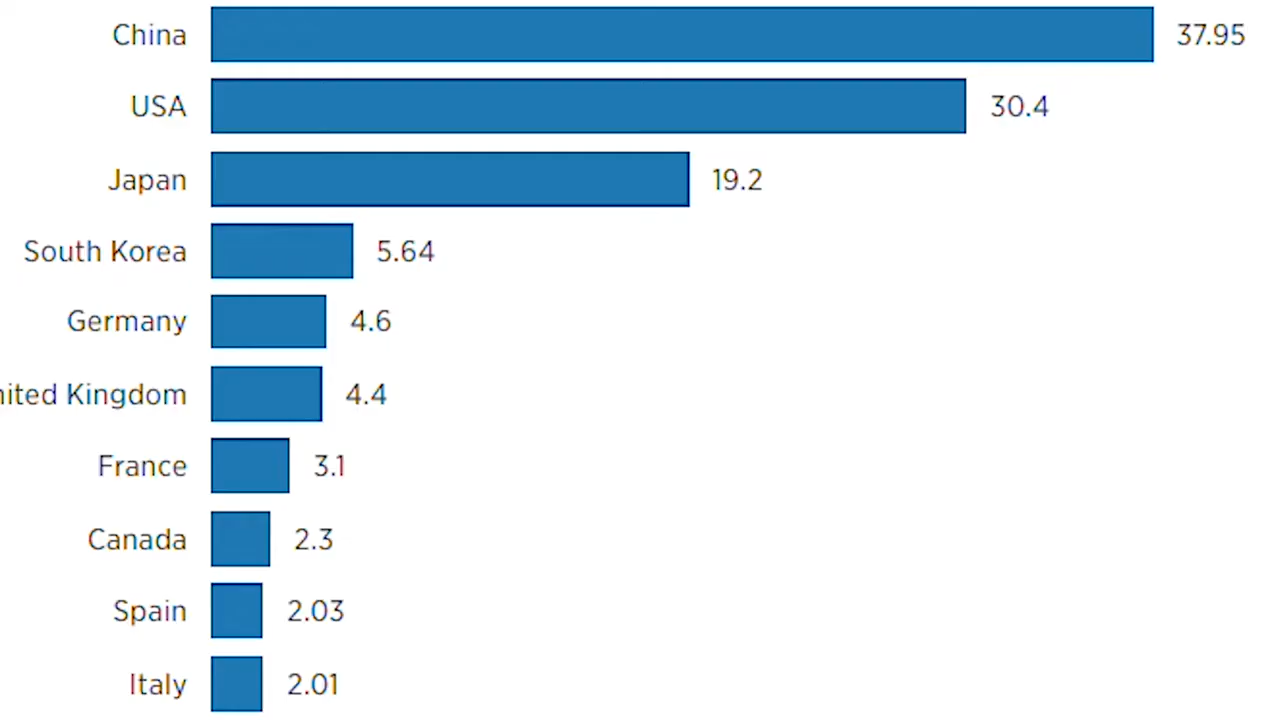 China 37.95
USA 30.4
Japan 19.2
South Korea 5.64
Germany 4.6
Kingdom 4.4
France 3.1
Canada 2.3
Spain 2.03
Italy 2.01